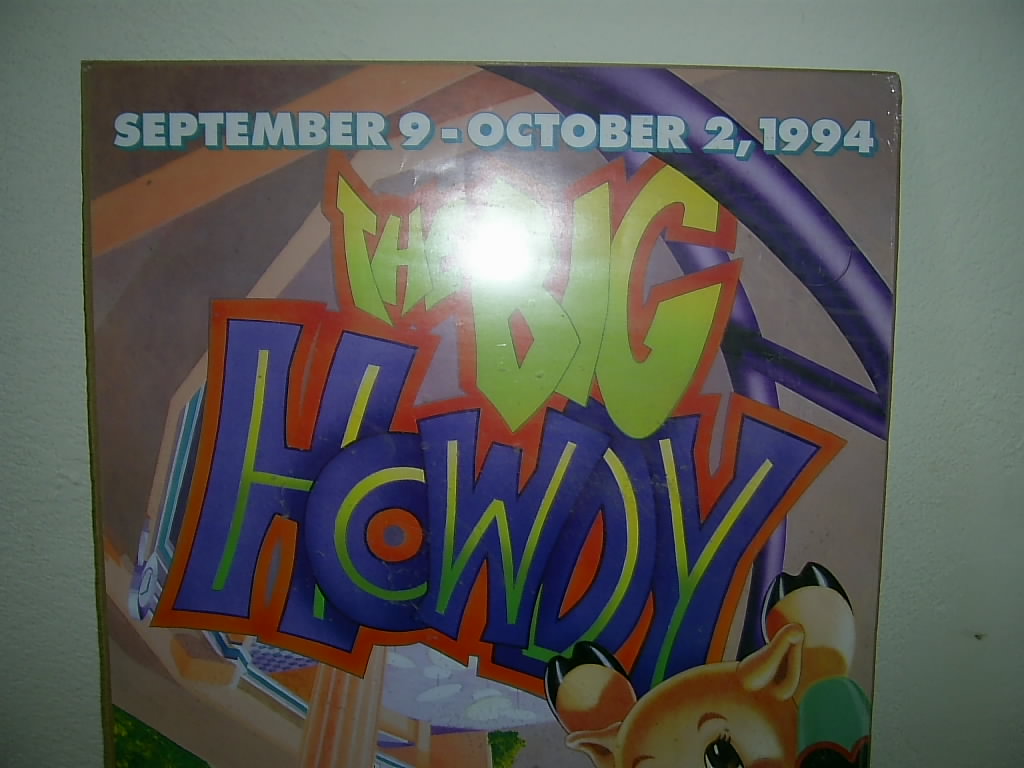 SEPTEMBER 9 - OCTOBER 2, 1994
THE BIG
HOWDY